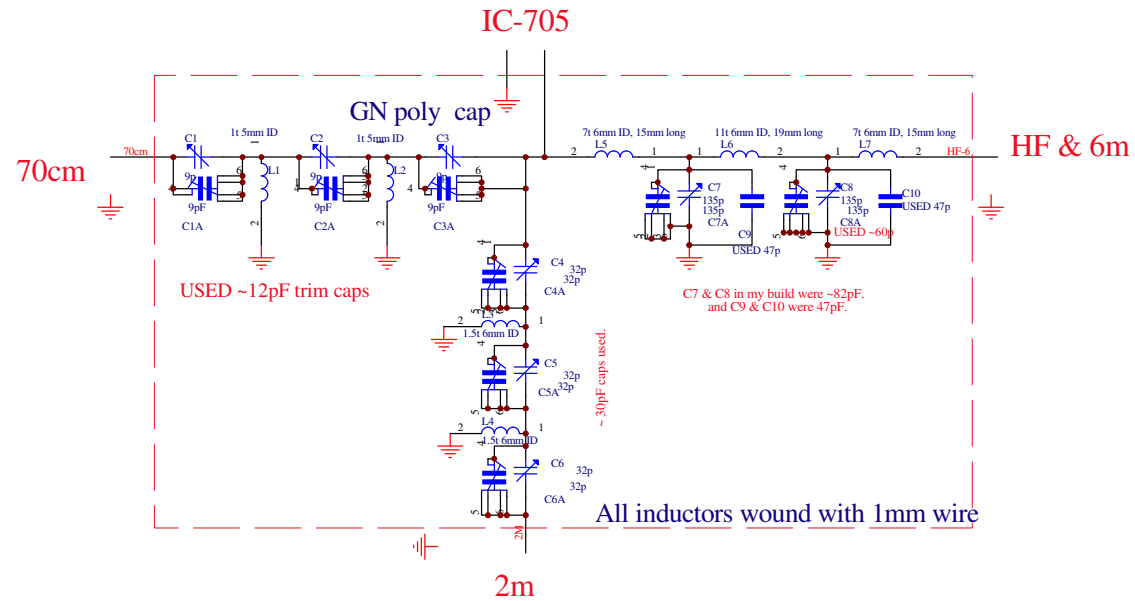 IC-705
GN poly cap
C1
1t 5mm ID
C2
1t 5mm ID
C3
7t 6mm ID, 15mm long
11t 6mm ID, 19mm long
7t 6mm ID, 15mm long
L5
L6
L7
70cm
70cm
HF-6
HF & 6m
9p
9p
9p
L1
L2
9pF
9pF
9pF
C1A
C2A
C3A
C7
135p
135p
C7A
C9
USED 47p
C8
135p
135p
C8A
USED ~60p
C10
USED 47p
USED ~12pF trim caps
C7 & C8 in my build were ~82pF.
and C9 & C10 were 47pF.
C4
32p
32p
C4A
L3
1.5t 6mm ID
C5
32p
32p
C5A
~ 30pF caps used.
L4
1.5t 6mm ID
C6
32p
32p
C6A
All inductors wound with 1mm wire
2M
2m